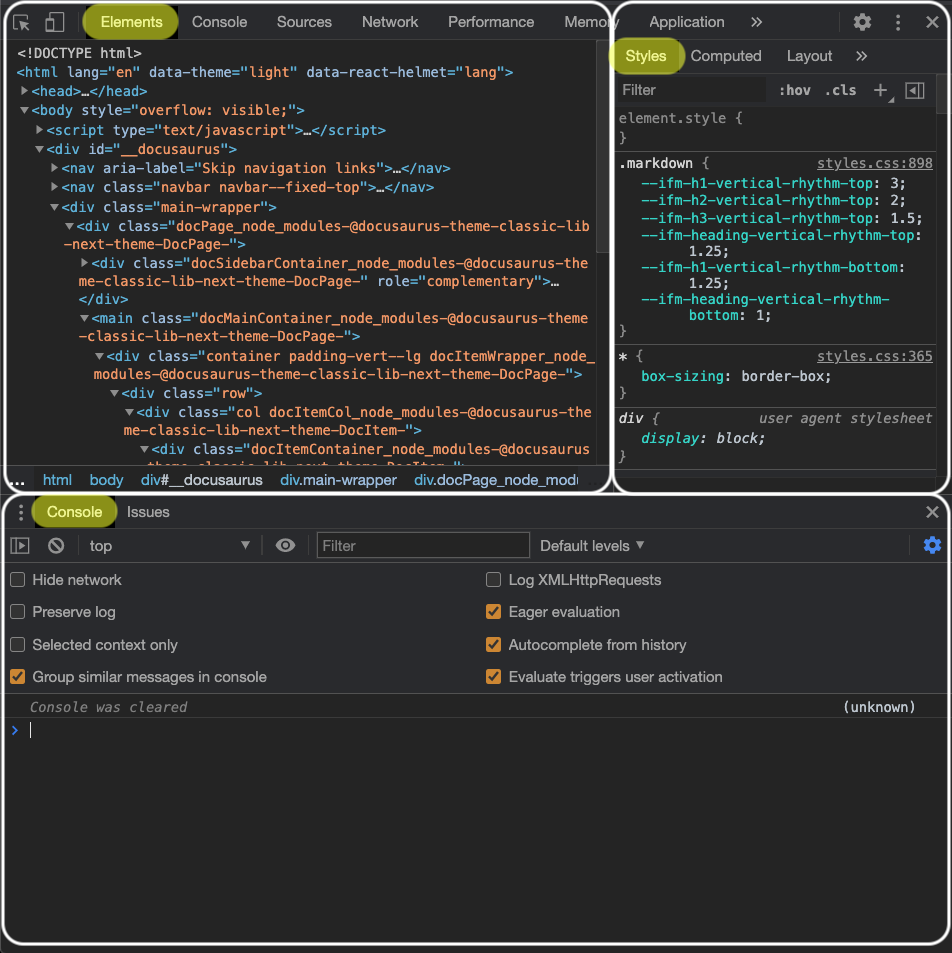 Elements Console Sources Network Performance Memory Application »
<!DOCTYPE html>
<html lang="en" data-theme="light" data-react-helmet="lang">
<head>…</head>
<body style="overflow: visible;">
<script type="text/javascript">…</script>
<div id="__docusaurus">
<nav aria-label="Skip navigation links">…</nav>
<nav class="navbar navbar--fixed-top">…</nav>
<div class="main-wrapper">
<div class="docPage_node_modules-@docusaurus-theme-classic-lib
-next-theme-DocPage-">
<div class="docSidebarContainer_node_modules-@docusaurus-the
me-classic-lib-next-theme-DocPage-" role="complementary">…
</div>
<main class="docMainContainer_node_modules-@docusaurus-theme
-classic-lib-next-theme-DocPage-">
<div class="container padding-vert--lg docItemWrapper_node_
modules-@docusaurus-theme-classic-lib-next-theme-DocPage-">
<div class="row">
<div class="col docItemCol_node_modules-@docusaurus-the
me-classic-lib-next-theme-DocItem-">
<div class="docItemContainer_node_modules-@docusaurus
-theme-classic-lib-next-theme-DocItem-">
… html body div#__docusaurus div.main-wrapper div.docPage_node_mod
Styles Computed Layout »
Filter :hov .cls +
element.style {
}
.markdown { styles.css:898
--ifm-h1-vertical-rhythm-top: 3;
--ifm-h2-vertical-rhythm-top: 2;
--ifm-h3-vertical-rhythm-top: 1.5;
--ifm-heading-vertical-rhythm-top:
1.25;
--ifm-h1-vertical-rhythm-bottom:
1.25;
--ifm-heading-vertical-rhythm-
bottom: 1;
}
* { styles.css:365
box-sizing: border-box;
}
div { user agent stylesheet
display: block;
}
Console Issues
top Filter Default levels
Hide network Log XMLHttpRequests
Preserve log Eager evaluation
Selected context only Autocomplete from history
Group similar messages in console Evaluate triggers user activation
Console was cleared (unknown)